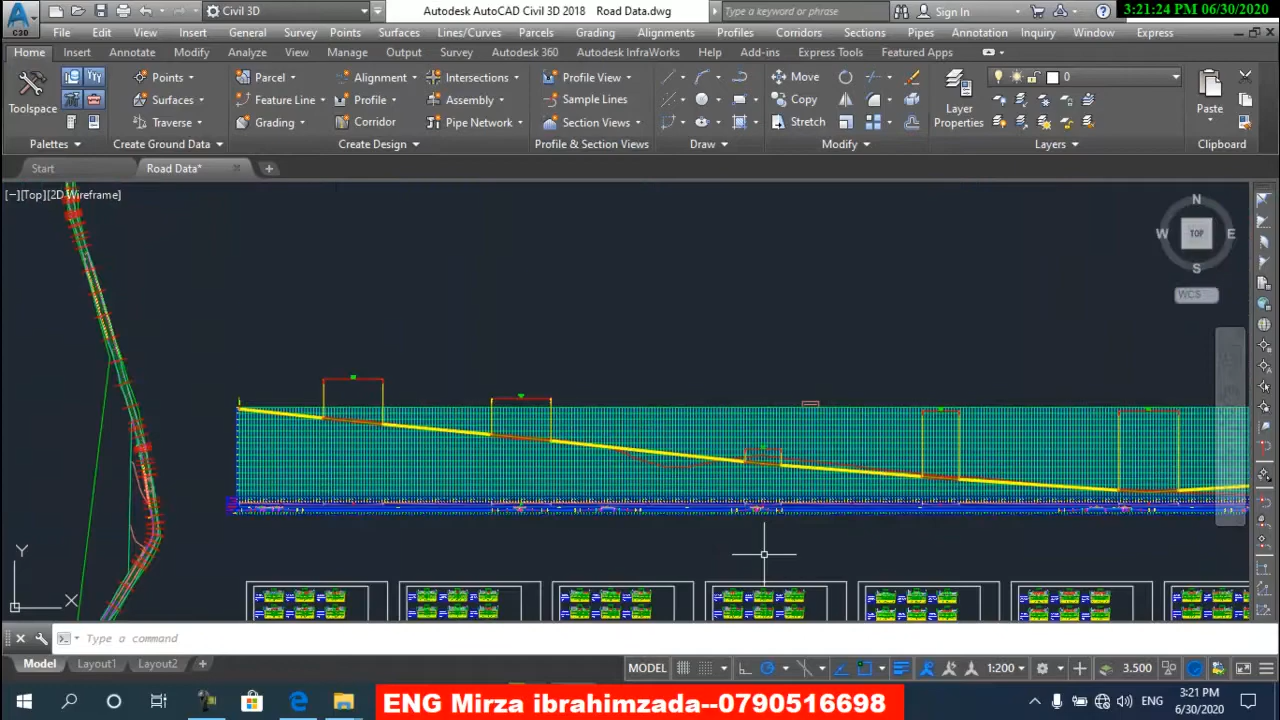 C3D Civil 3D Autodesk AutoCAD Civil 3D 2018 Road Data.dwg Type a keyword or phrase Sign In 3:21:24 PM 06/30/2020
File Edit View Insert General Survey Points Surfaces Lines/Curves Parcels Grading Alignments Profiles Corridors Sections Pipes Annotation Inquiry Window Express
Home Insert Annotate Modify Analyze View Manage Output Survey Autodesk 360 Autodesk InfraWorks Help Add-ins Express Tools Featured Apps
Toolspace Points Parcel Alignment Intersections Profile View Move Layer Properties 0 Paste
Surfaces Feature Line Profile Assembly Sample Lines Copy
Traverse Grading Corridor Pipe Network Section Views Stretch
Palettes Create Ground Data Create Design Profile & Section Views Draw Modify Layers Clipboard
Start Road Data*
[−][Top][2D Wireframe]
N
W TOP E
S
WCS
Y
X
Type a command
Model Layout1 Layout2 MODEL 1:200 3.500
ENG Mirza ibrahimzada--0790516698
ENG 3:21 PM
6/30/2020